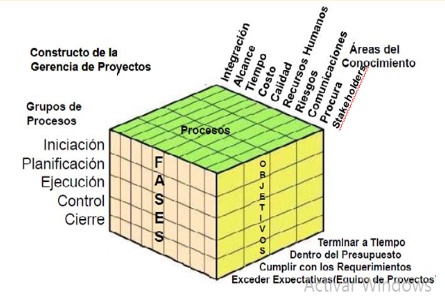 Constructo de la
Gerencia de Proyectos
Integración
Alcance
Tiempo
Costo
Calidad
Recursos Humanos
Riesgos
Comunicaciones
Procura
Stakeholders
Áreas del
Conocimiento
Grupos de
Procesos
Procesos
Iniciación
Planificación
Ejecución
Control
Cierre
FASES
OBJETIVOS
Terminar a Tiempo
Dentro del Presupuesto
Cumplir con los Requerimientos
Exceder Expectativas(Equipo de Proyectos)
Activar Windows